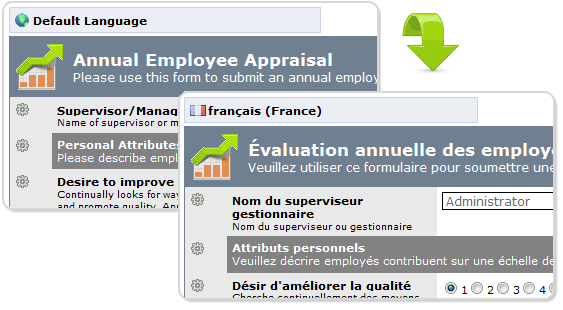 Default Language
Annual Employee Appraisal
Please use this form to submit an annual employ
Supervisor/Manag
Name of supervisor or m
Personal Attributes
Please describe empl
Desire to improve
Continually looks for way
and promote quality. An
français (France)
Évaluation annuelle des employ
Veuillez utiliser ce formulaire pour soumettre une
Nom du superviseur
gestionnaire
Nom du superviseur ou gestionnaire
Administrator
Attributs personnels
Veuillez décrire employés contribuent sur une échelle de
Désir d'améliorer la qualité
1 2 3 4
Cherche continuellement des moyens